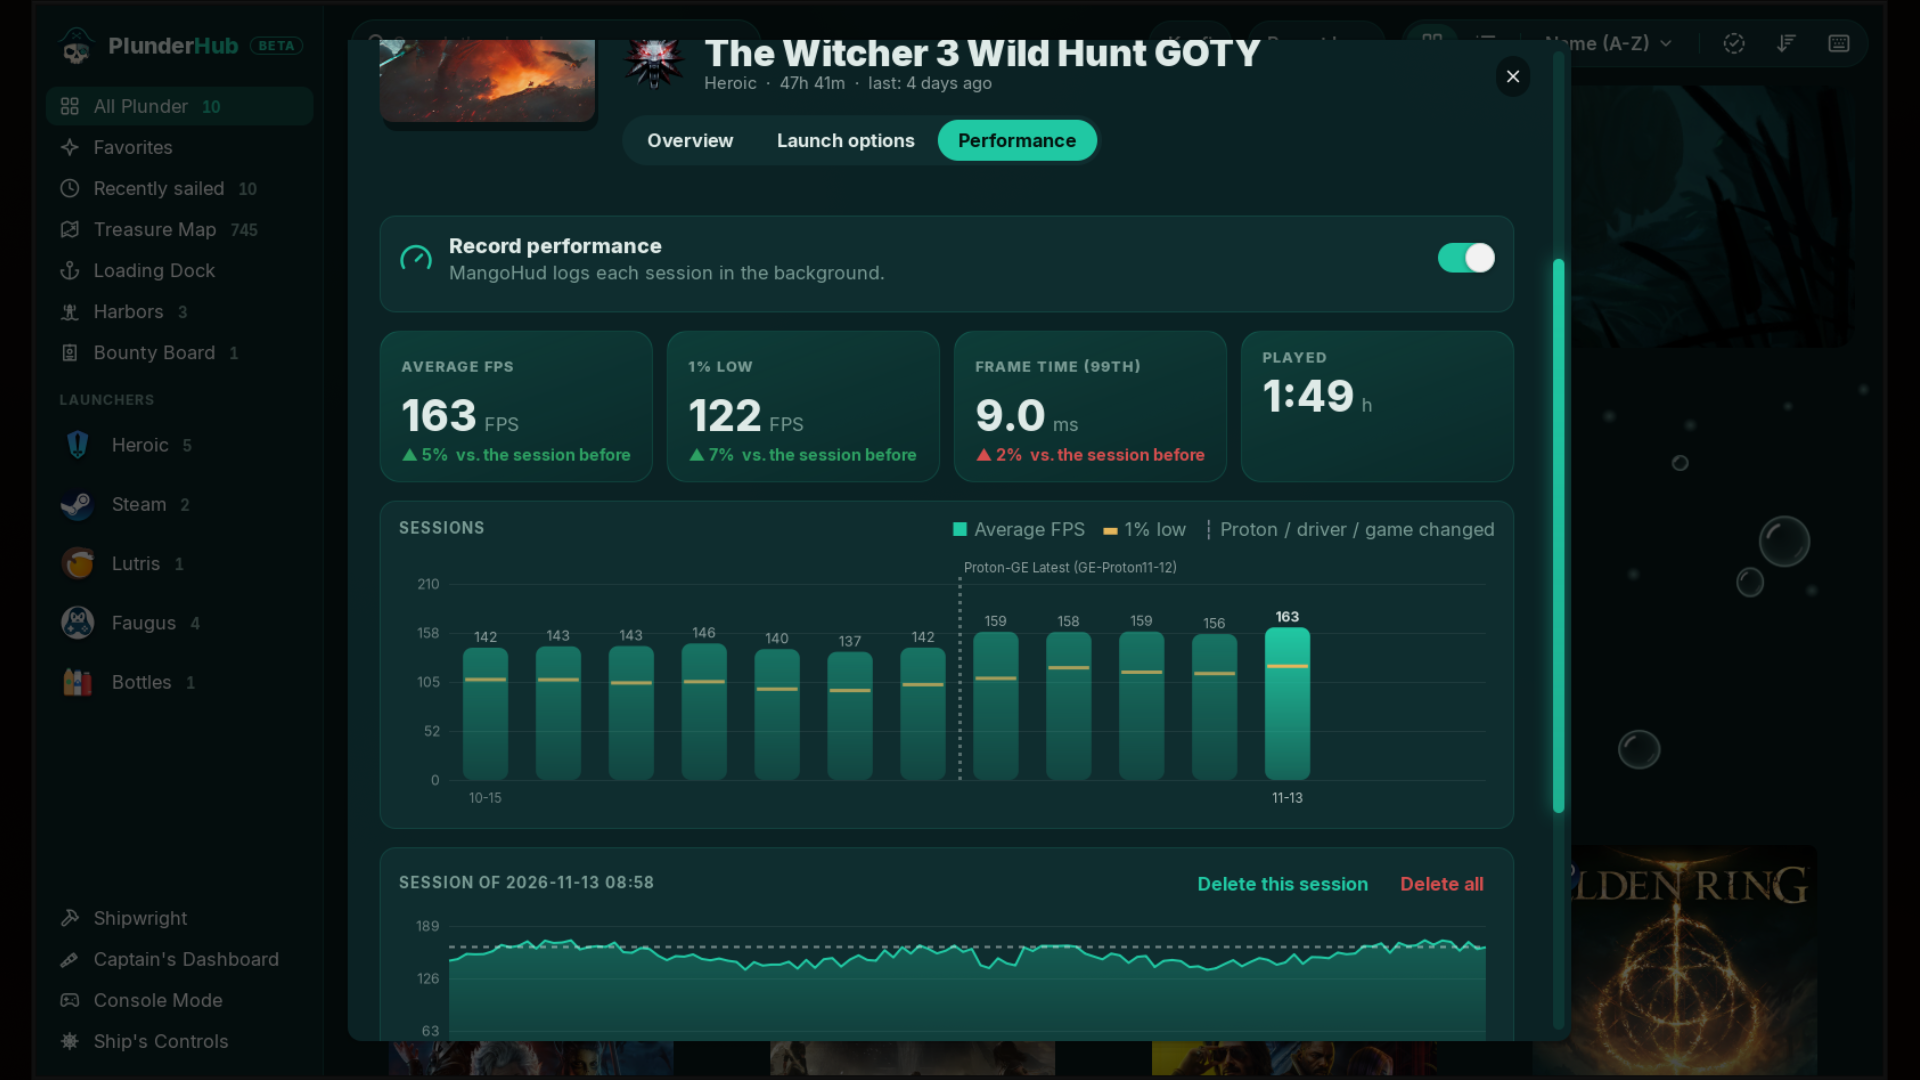 PlunderHub BETA
All Plunder 10
Favorites
Recently sailed 10
Treasure Map 745
Loading Dock
Harbors 3
Bounty Board 1
LAUNCHERS
Heroic 5
Steam 2
Lutris 1
Faugus 4
Bottles 1
Shipwright
Captain's Dashboard
Console Mode
Ship's Controls
Name (A-Z)
The Witcher 3 Wild Hunt GOTY
Heroic · 47h 41m · last: 4 days ago
Overview Launch options Performance
Record performance
MangoHud logs each session in the background.
AVERAGE FPS
163 FPS
▲ 5% vs. the session before
1% LOW
122 FPS
▲ 7% vs. the session before
FRAME TIME (99TH)
9.0 ms
▲ 2% vs. the session before
PLAYED
1:49 h
SESSIONS
Average FPS 1% low Proton / driver / game changed
Proton-GE Latest (GE-Proton11-12)
210
158
105
52
0
142 143 143 146 140 137 142 159 158 159 156 163
10-15 11-13
SESSION OF 2026-11-13 08:58
Delete this session Delete all
189
126
63
ELDEN RING